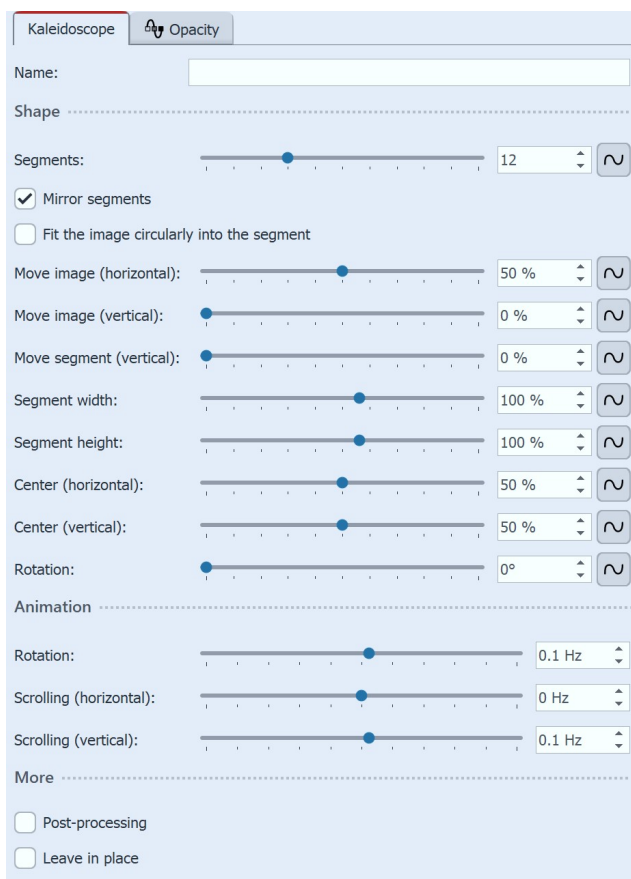 Kaleidoscope Opacity
Name:
Shape
Segments: 12
Mirror segments
Fit the image circularly into the segment
Move image (horizontal): 50 %
Move image (vertical): 0 %
Move segment (vertical): 0 %
Segment width: 100 %
Segment height: 100 %
Center (horizontal): 50 %
Center (vertical): 50 %
Rotation: 0°
Animation
Rotation: 0.1 Hz
Scrolling (horizontal): 0 Hz
Scrolling (vertical): 0.1 Hz
More
Post-processing
Leave in place